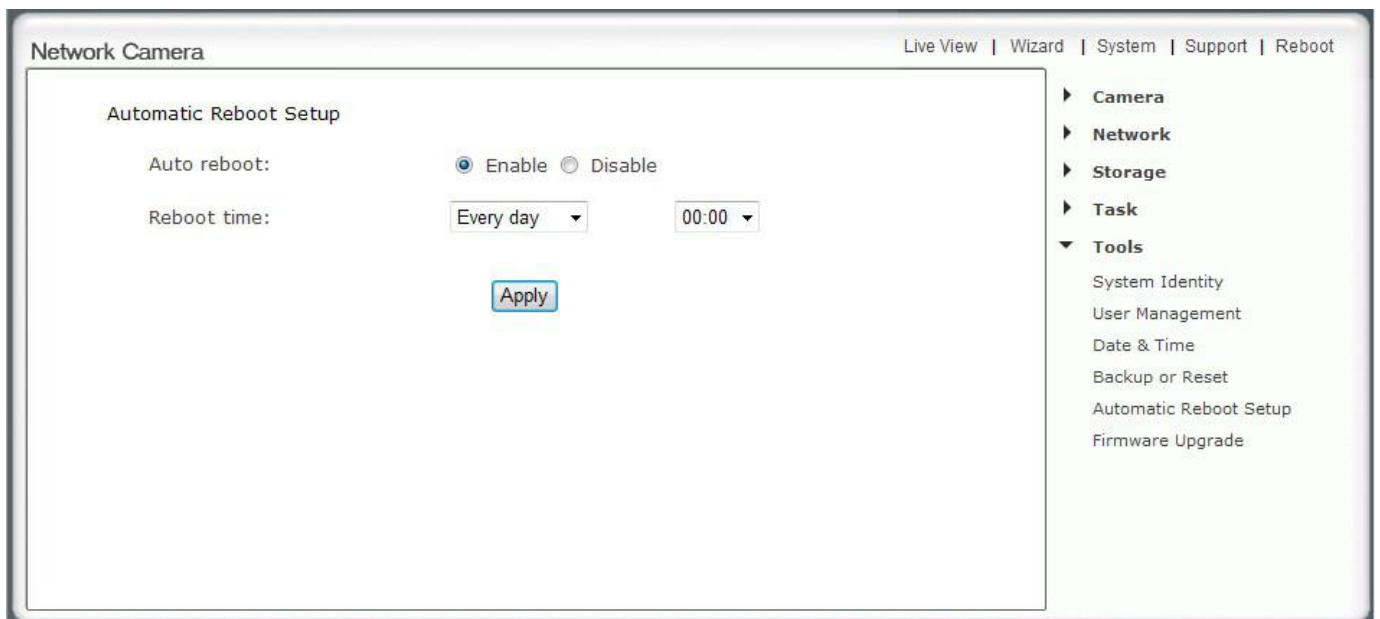 Network Camera
Live View | Wizard | System | Support | Reboot
Automatic Reboot Setup
Auto reboot: Enable Disable
Reboot time: Every day 00:00
Apply
Camera
Network
Storage
Task
Tools
System Identity
User Management
Date & Time
Backup or Reset
Automatic Reboot Setup
Firmware Upgrade